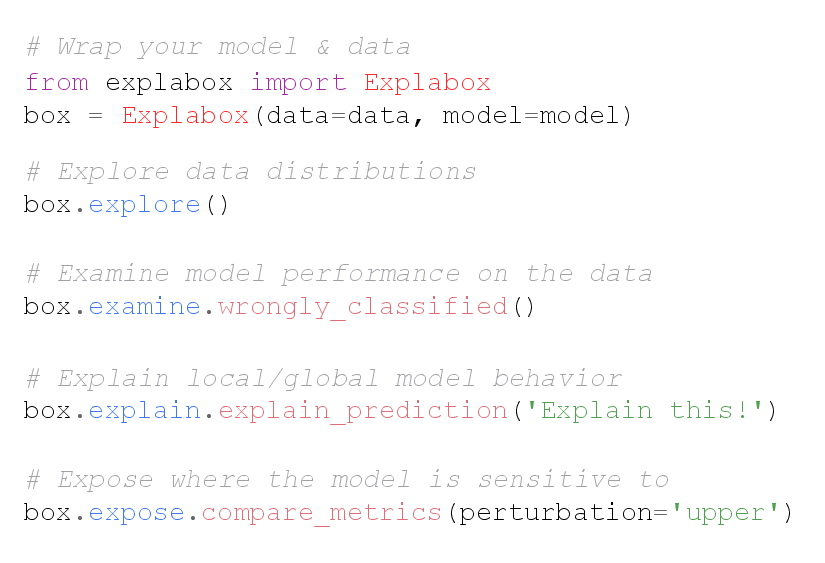 # Wrap your model & data
from explabox import Explabox
box = Explabox(data=data, model=model)
# Explore data distributions
box.explore()
# Examine model performance on the data
box.examine.wrongly_classified()
# Explain local/global model behavior
box.explain.explain_prediction('Explain this!')
# Expose where the model is sensitive to
box.expose.compare_metrics(perturbation='upper')